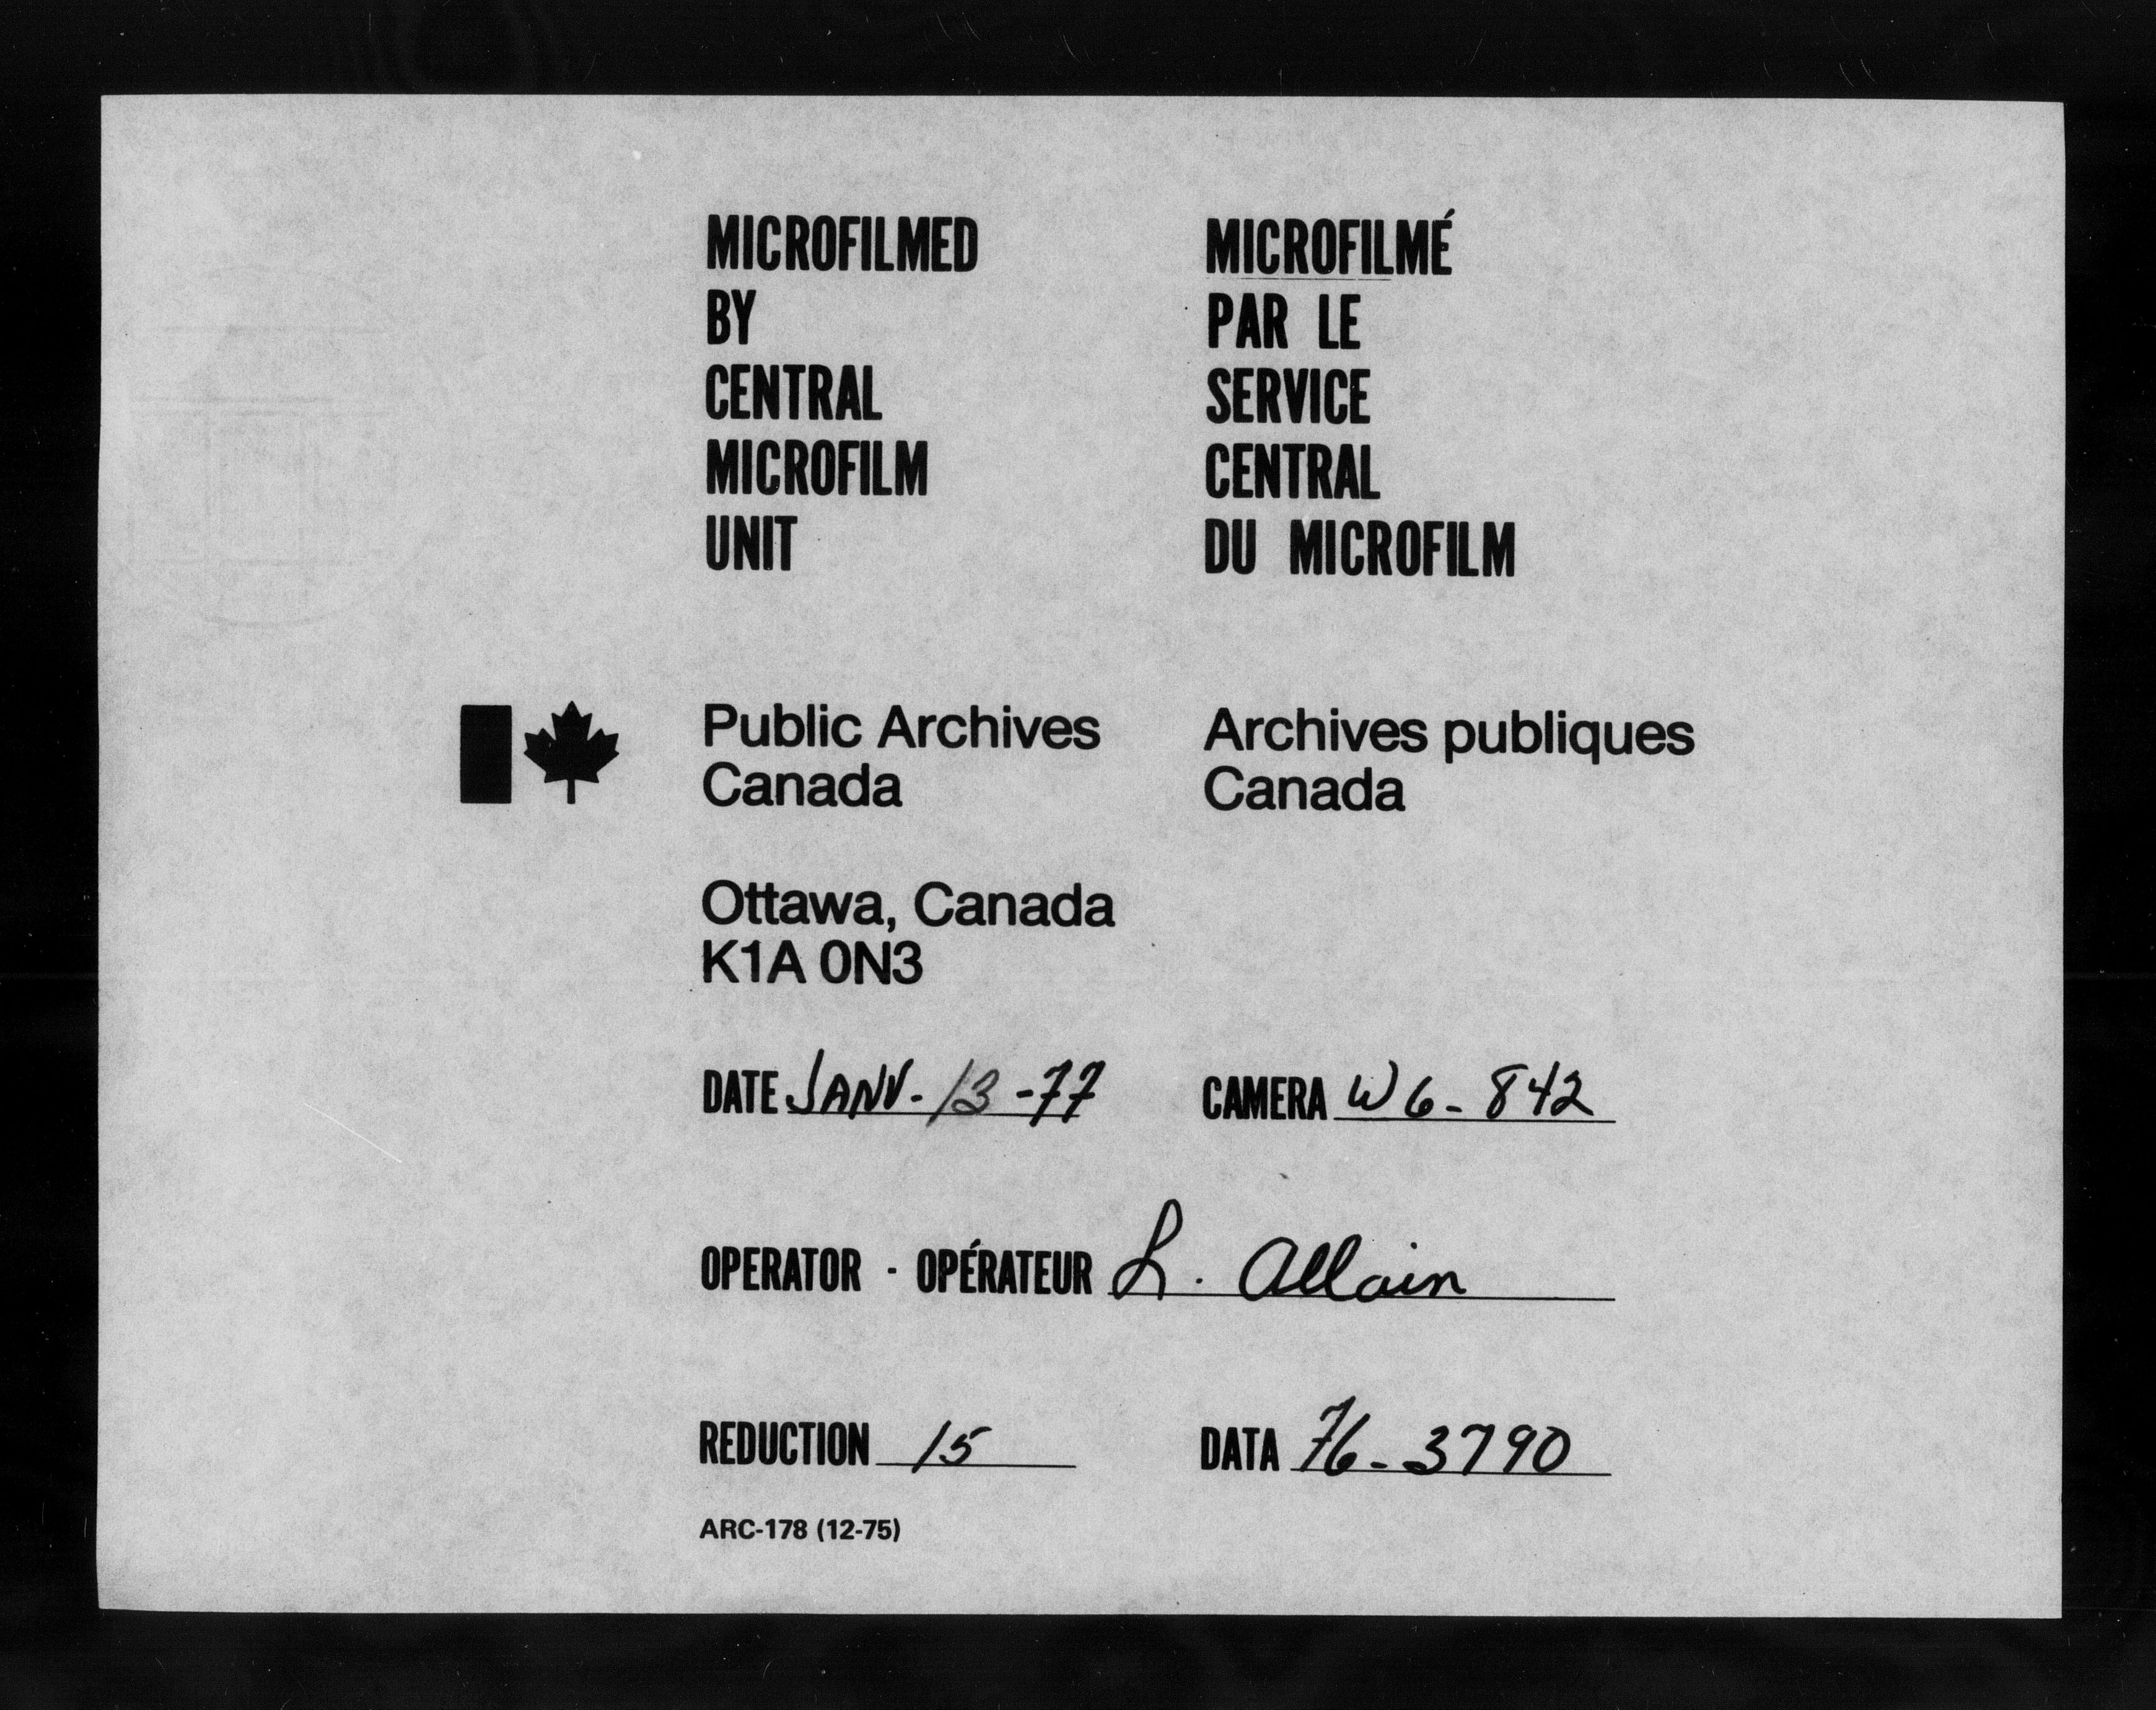 MICROFILMED
BY
CENTRAL
MICROFILM
UNIT
MICROFILMÉ
PAR LE
SERVICE
CENTRAL
DU MICROFILM
Public Archives
Canada
Archives publiques
Canada
Ottawa, Canada
K1A 0N3
DATE JANV. 13 -77
CAMERA W6-842
OPERATOR - OPÉRATEUR L. Allain
REDUCTION 15
DATA 76-3790
ARC-178 (12-75)